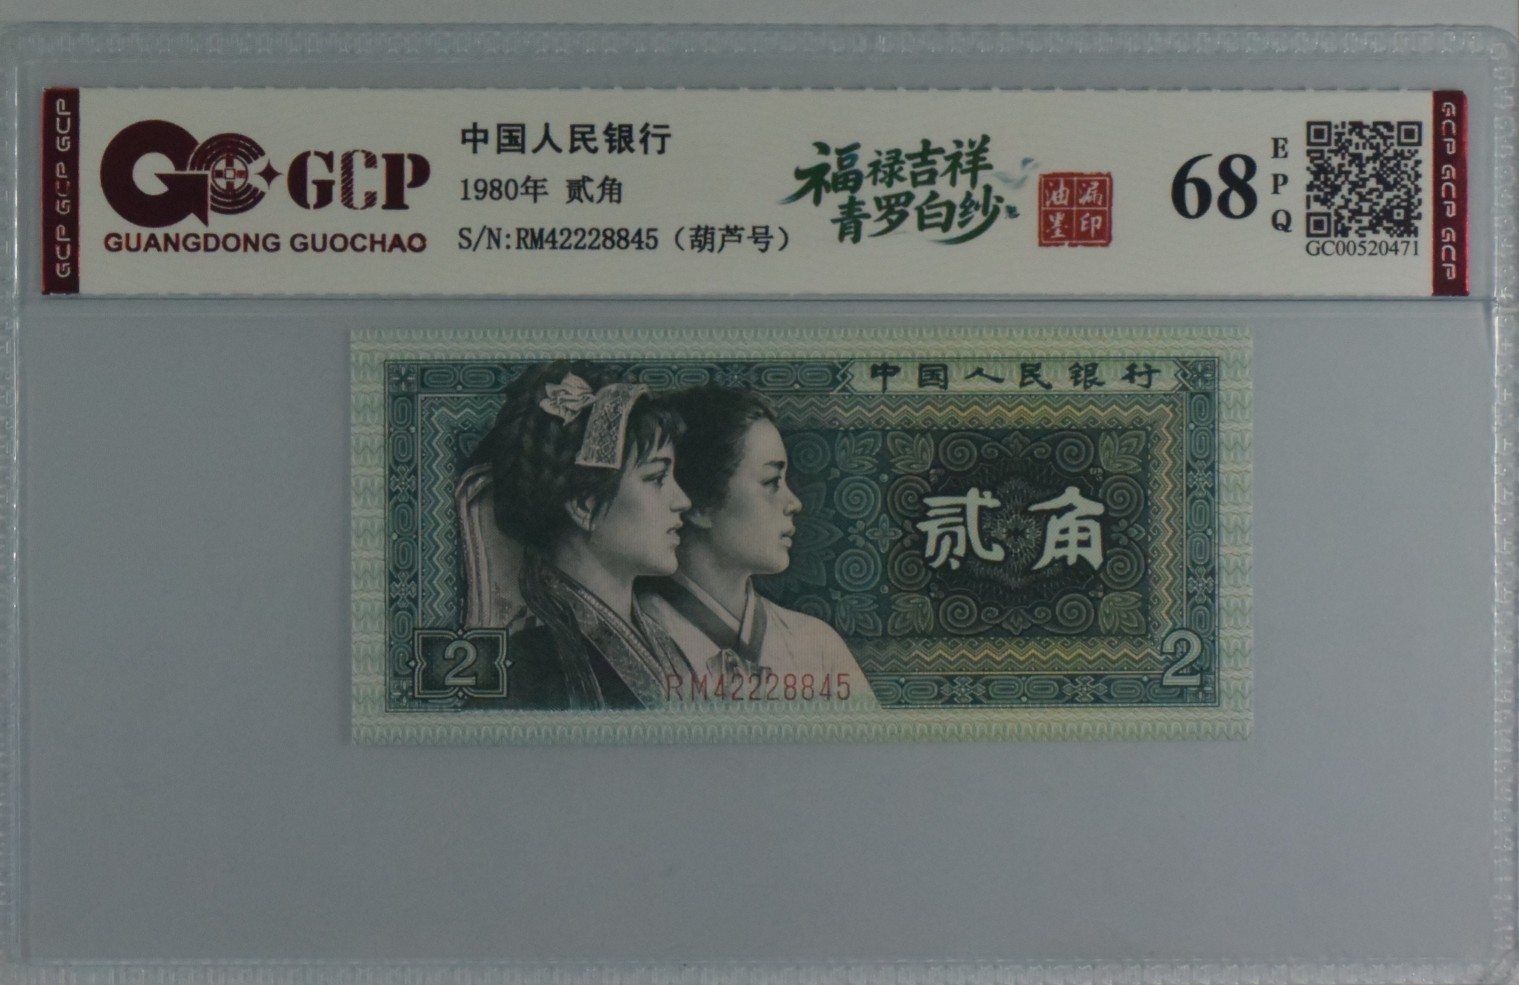 GCP GCP GCP
GCP
GUANGDONG GUOCHAO
中国人民银行
1980年 贰角
S/N:RM42228845（葫芦号）
福禄吉祥
青罗白纱
油漏
墨印
68
EPQ
GC00520471
GCP GCP GCP
中国人民银行
贰角
2
2
RM42228845